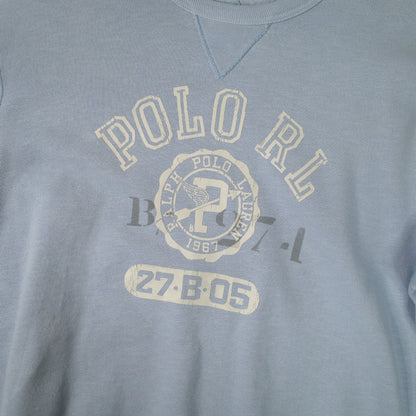 POLO RL
RALPH POLO LAUREN
P
1967
27·B·05